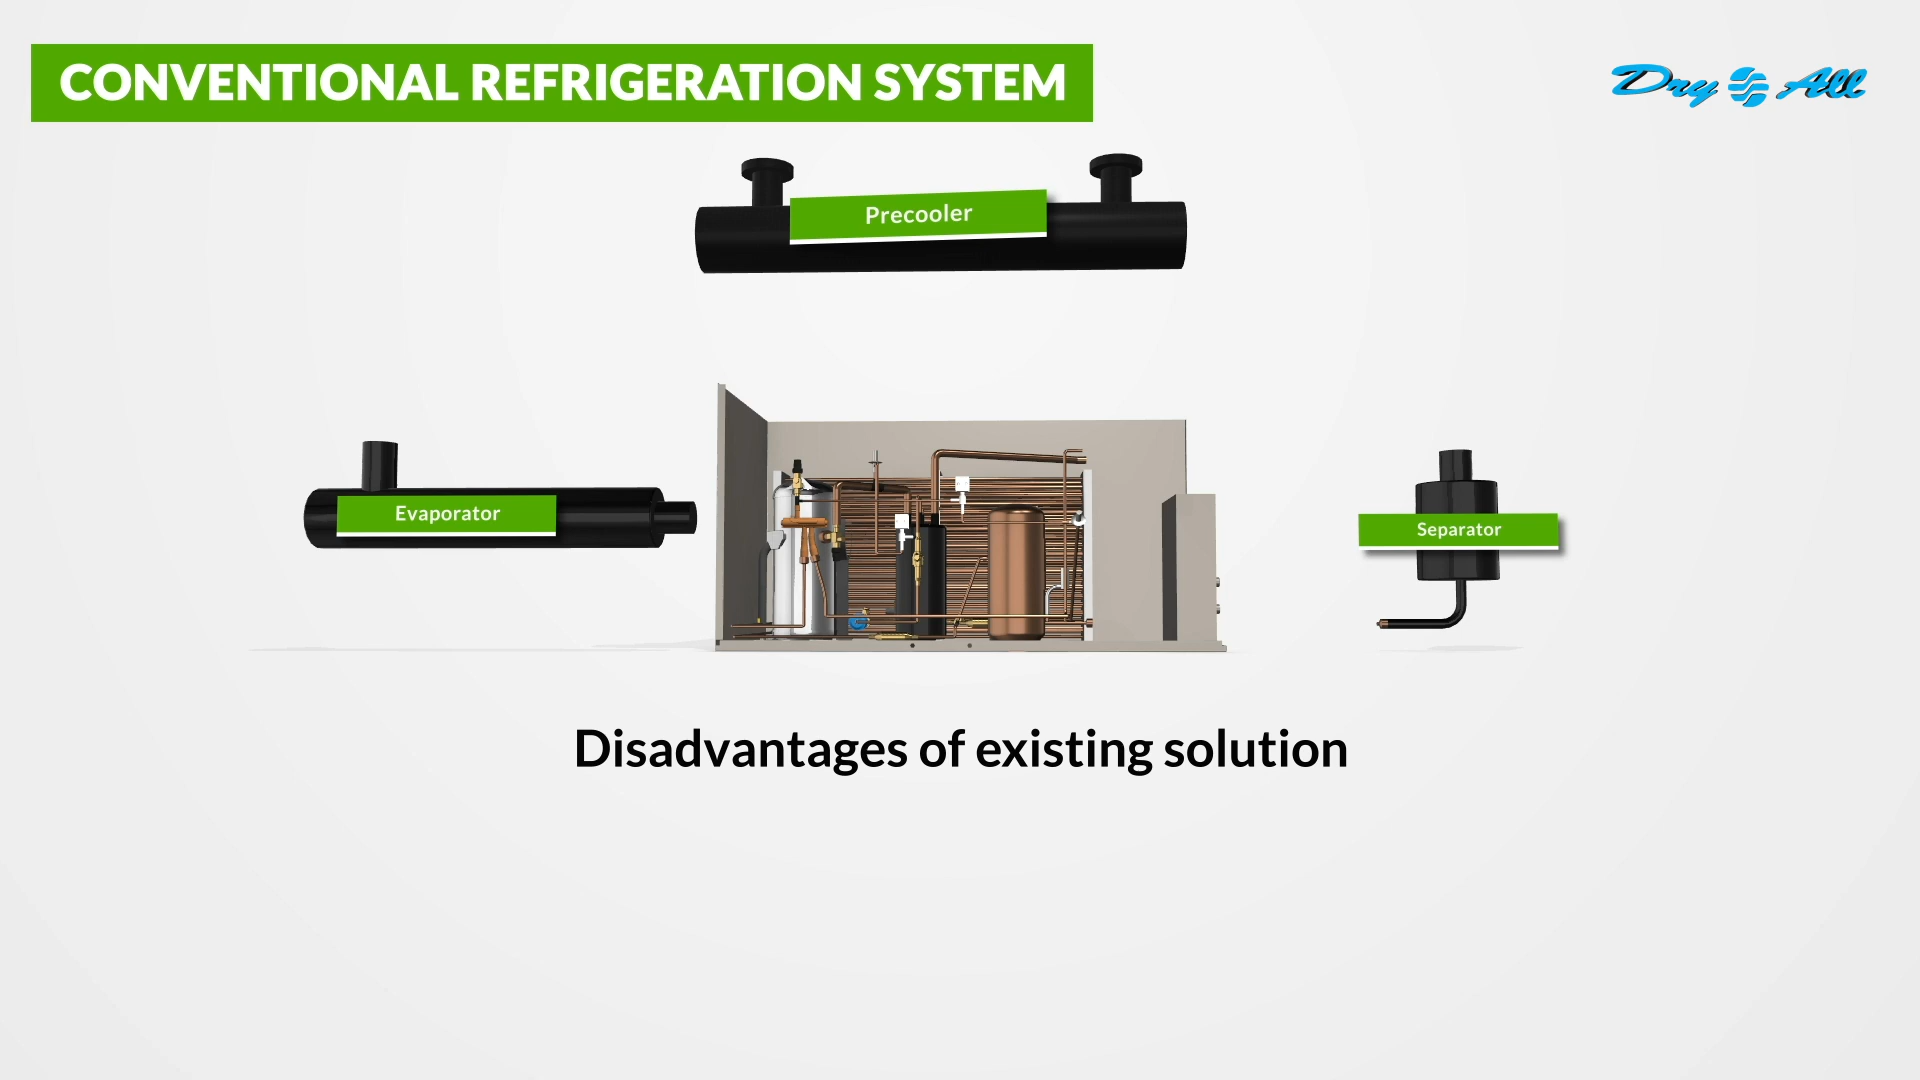 CONVENTIONAL REFRIGERATION SYSTEM
Dry All
Precooler
Evaporator
Separator
Disadvantages of existing solution